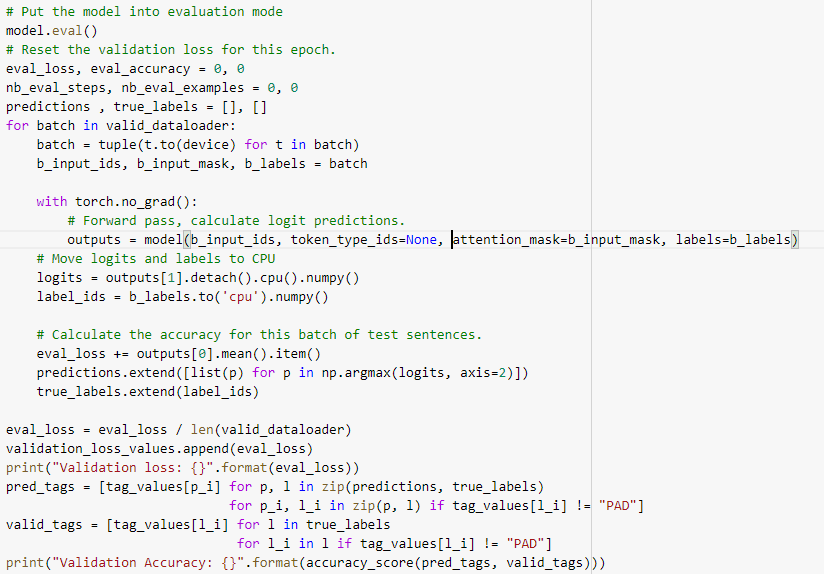 # Put the model into evaluation mode
model.eval()
# Reset the validation loss for this epoch.
eval_loss, eval_accuracy = 0, 0
nb_eval_steps, nb_eval_examples = 0, 0
predictions , true_labels = [], []
for batch in valid_dataloader:
    batch = tuple(t.to(device) for t in batch)
    b_input_ids, b_input_mask, b_labels = batch

    with torch.no_grad():
        # Forward pass, calculate logit predictions.
        outputs = model(b_input_ids, token_type_ids=None, attention_mask=b_input_mask, labels=b_labels)
    # Move logits and labels to CPU
    logits = outputs[1].detach().cpu().numpy()
    label_ids = b_labels.to('cpu').numpy()

    # Calculate the accuracy for this batch of test sentences.
    eval_loss += outputs[0].mean().item()
    predictions.extend([list(p) for p in np.argmax(logits, axis=2)])
    true_labels.extend(label_ids)

eval_loss = eval_loss / len(valid_dataloader)
validation_loss_values.append(eval_loss)
print("Validation loss: {}".format(eval_loss))
pred_tags = [tag_values[p_i] for p, l in zip(predictions, true_labels)
                             for p_i, l_i in zip(p, l) if tag_values[l_i] != "PAD"]
valid_tags = [tag_values[l_i] for l in true_labels
                              for l_i in l if tag_values[l_i] != "PAD"]
print("Validation Accuracy: {}".format(accuracy_score(pred_tags, valid_tags)))